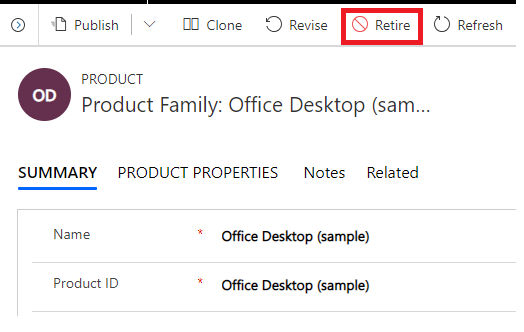 Publish Clone Revise Retire Refresh
OD
PRODUCT
Product Family: Office Desktop (sam...
SUMMARY PRODUCT PROPERTIES Notes Related
Name * Office Desktop (sample)
Product ID * Office Desktop (sample)